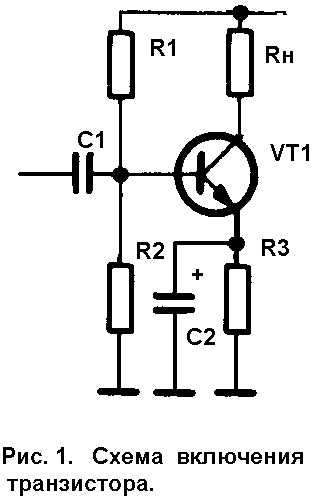 R1
Rн
C1
VT1
R2
R3
+
C2
Рис. 1. Схема включения
транзистора.